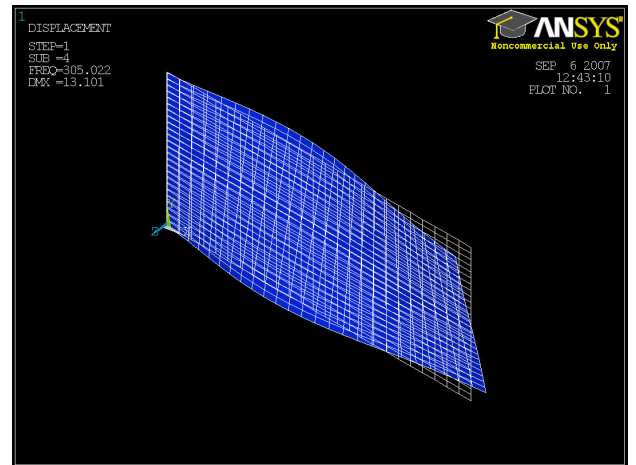 1
DISPLACEMENT
STEP=1
SUB =4
FREQ=305.022
DMX =13.101
ANSYS
Noncommercial Use Only
SEP 6 2007
12:43:10
PLOT NO. 1
Y
Z
X